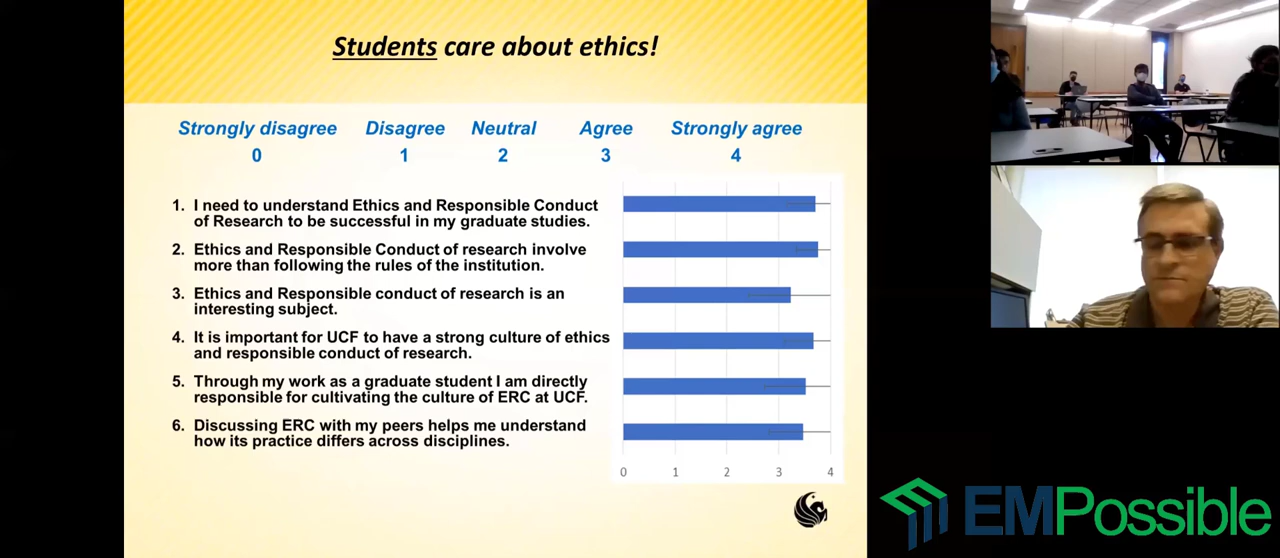 Students care about ethics!
Strongly disagree Disagree Neutral Agree Strongly agree
0 1 2 3 4
1. I need to understand Ethics and Responsible Conduct
of Research to be successful in my graduate studies.
2. Ethics and Responsible Conduct of research involve
more than following the rules of the institution.
3. Ethics and Responsible conduct of research is an
interesting subject.
4. It is important for UCF to have a strong culture of ethics
and responsible conduct of research.
5. Through my work as a graduate student I am directly
responsible for cultivating the culture of ERC at UCF.
6. Discussing ERC with my peers helps me understand
how its practice differs across disciplines.
0 1 2 3 4
EMPossible